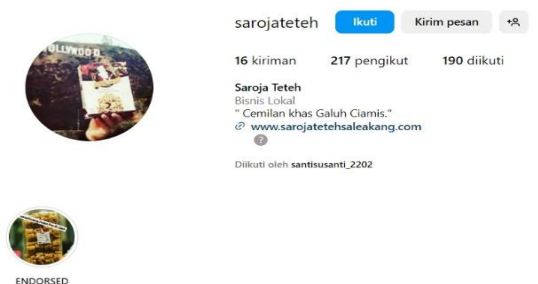 sarojateteh Ikuti Kirim pesan
16 kiriman 217 pengikut 190 diikuti
Saroja Teteh
Bisnis Lokal
" Cemilan khas Galuh Ciamis."
www.sarojatetehsaleakang.com
?
Diikuti oleh santisusanti_2202
ENDORSED